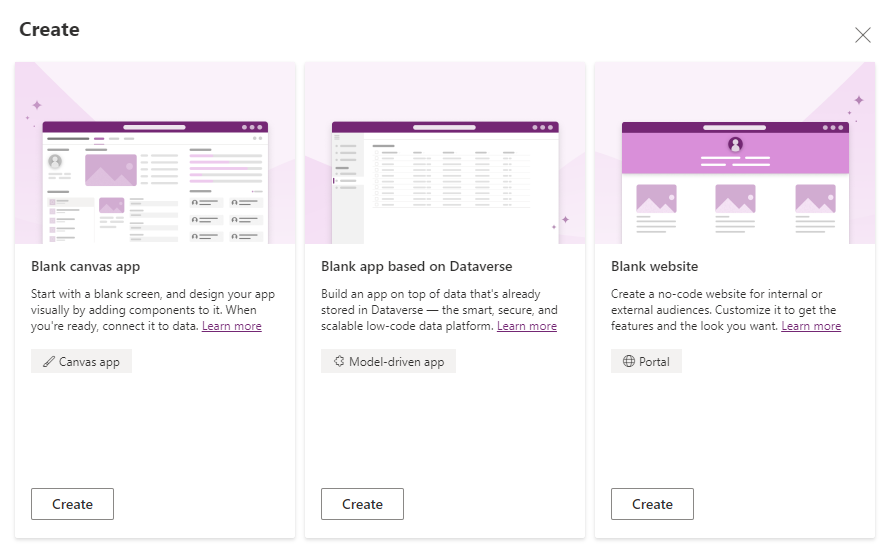 Create
Blank canvas app
Start with a blank screen, and design your app
visually by adding components to it. When
you're ready, connect it to data. Learn more
Canvas app
Create
Blank app based on Dataverse
Build an app on top of data that's already
stored in Dataverse — the smart, secure, and
scalable low-code data platform. Learn more
Model-driven app
Create
Blank website
Create a no-code website for internal or
external audiences. Customize it to get the
features and the look you want. Learn more
Portal
Create